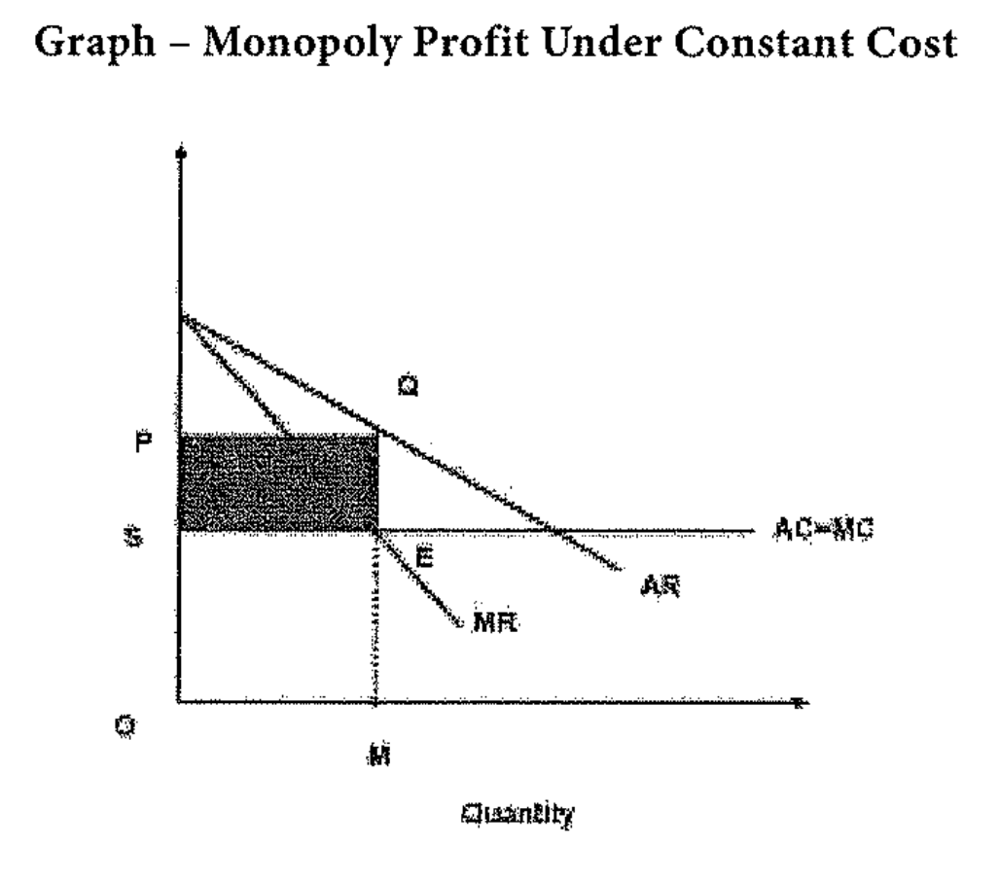 Graph – Monopoly Profit Under Constant Cost
Q
P
S
AC=MC
E
AR
MR
O
M
Quantity